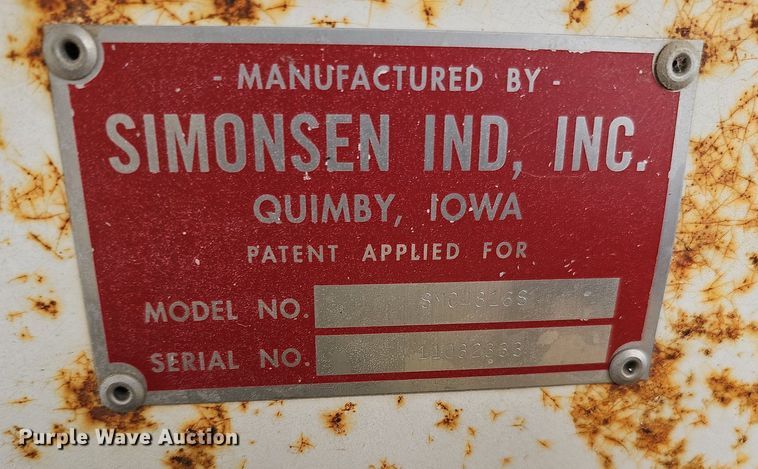 - MANUFACTURED BY -
SIMONSEN IND, INC.
QUIMBY, IOWA
PATENT APPLIED FOR
MODEL NO.
SERIAL NO.
Purple Wave Auction